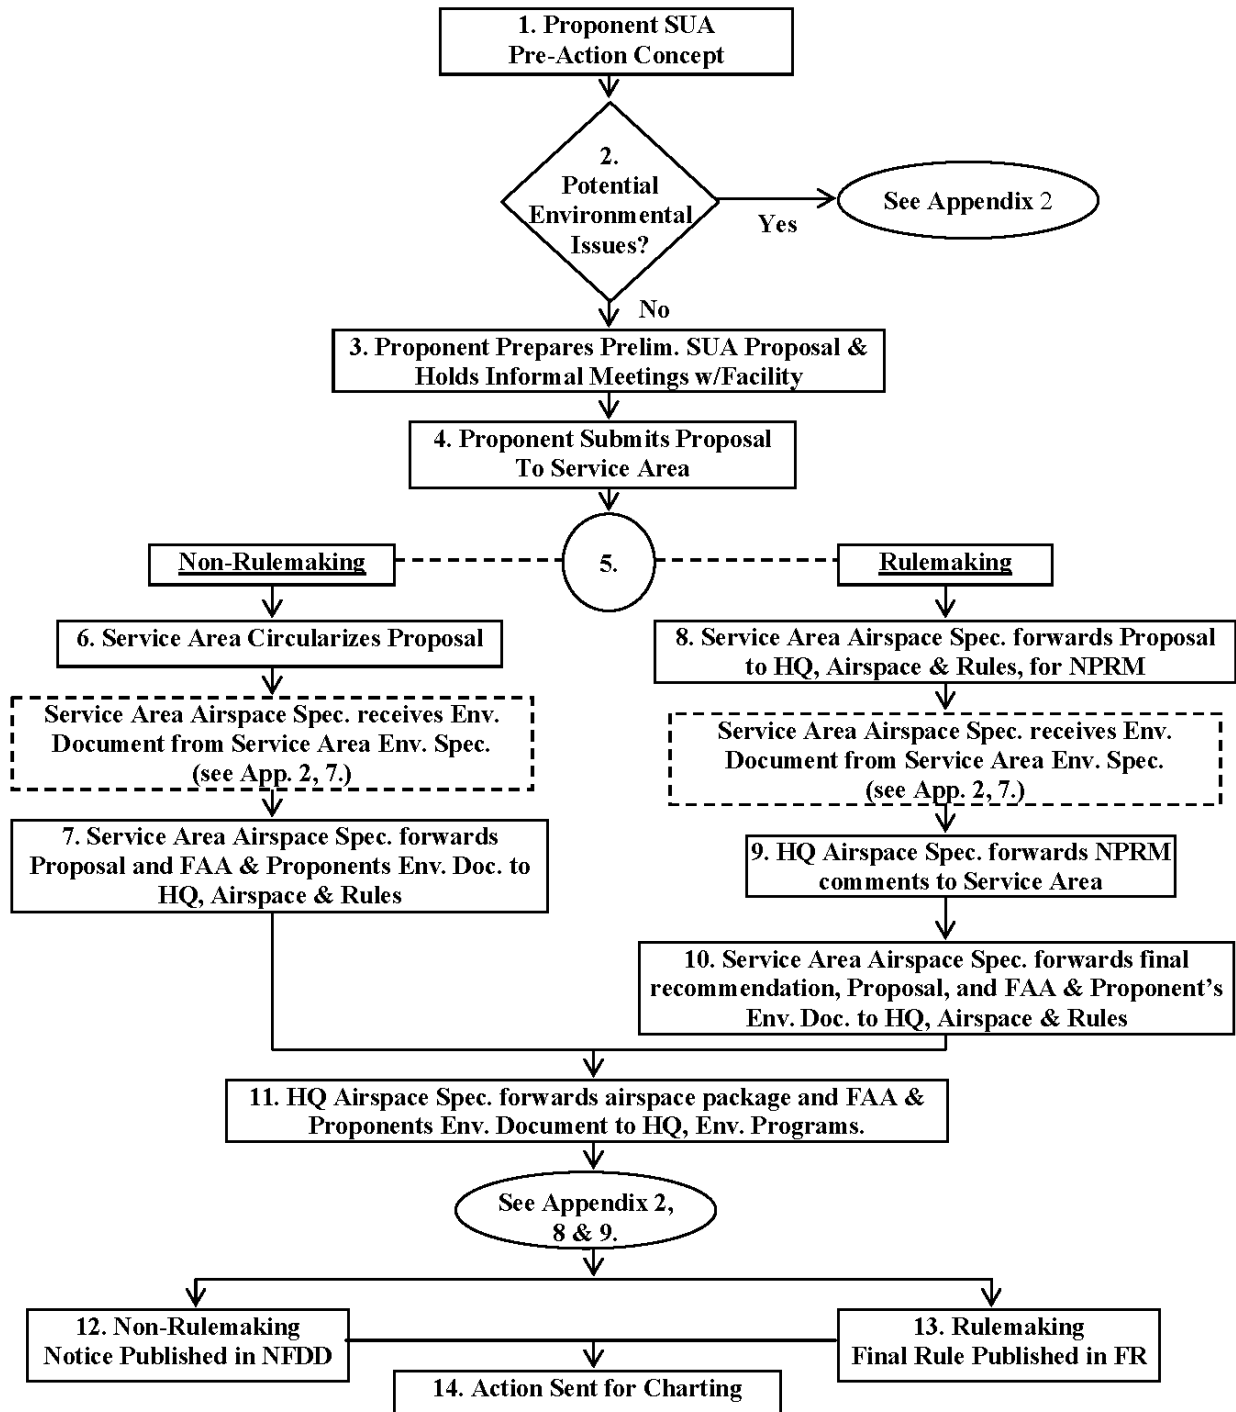 1. Proponent SUA
Pre-Action Concept
2.
Potential
Environmental
Issues?
Yes
See Appendix 2
No
3. Proponent Prepares Prelim. SUA Proposal &
Holds Informal Meetings w/Facility
4. Proponent Submits Proposal
To Service Area
5.
Non-Rulemaking
Rulemaking
6. Service Area Circularizes Proposal
Service Area Airspace Spec. receives Env.
Document from Service Area Env. Spec.
(see App. 2, 7.)
7. Service Area Airspace Spec. forwards
Proposal and FAA & Proponents Env. Doc. to
HQ, Airspace & Rules
8. Service Area Airspace Spec. forwards Proposal
to HQ, Airspace & Rules, for NPRM
Service Area Airspace Spec. receives Env.
Document from Service Area Env. Spec.
(see App. 2, 7.)
9. HQ Airspace Spec. forwards NPRM
comments to Service Area
10. Service Area Airspace Spec. forwards final
recommendation, Proposal, and FAA & Proponent’s
Env. Doc. to HQ, Airspace & Rules
11. HQ Airspace Spec. forwards airspace package and FAA &
Proponents Env. Document to HQ, Env. Programs.
See Appendix 2,
8 & 9.
12. Non-Rulemaking
Notice Published in NFDD
13. Rulemaking
Final Rule Published in FR
14. Action Sent for Charting